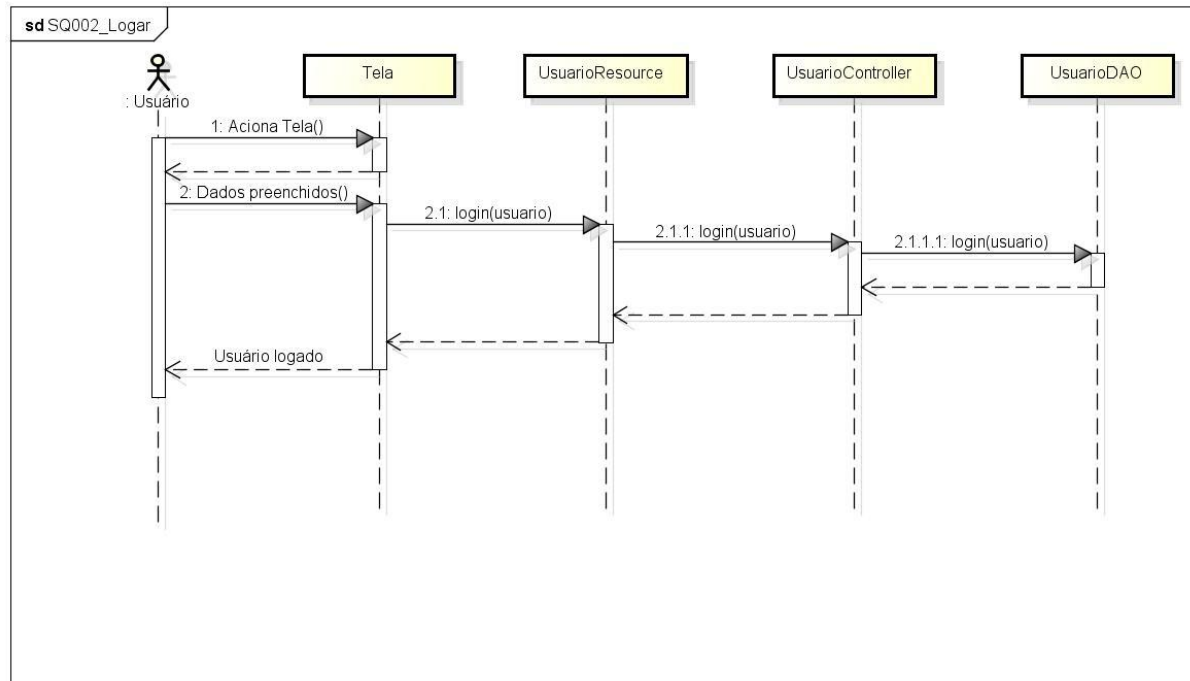 sd SQ002_Logar
Tela
UsuarioResource
UsuarioController
UsuarioDAO
: Usuário
1: Aciona Tela()
2: Dados preenchidos()
2.1: login(usuario)
2.1.1: login(usuario)
2.1.1.1: login(usuario)
Usuário logado